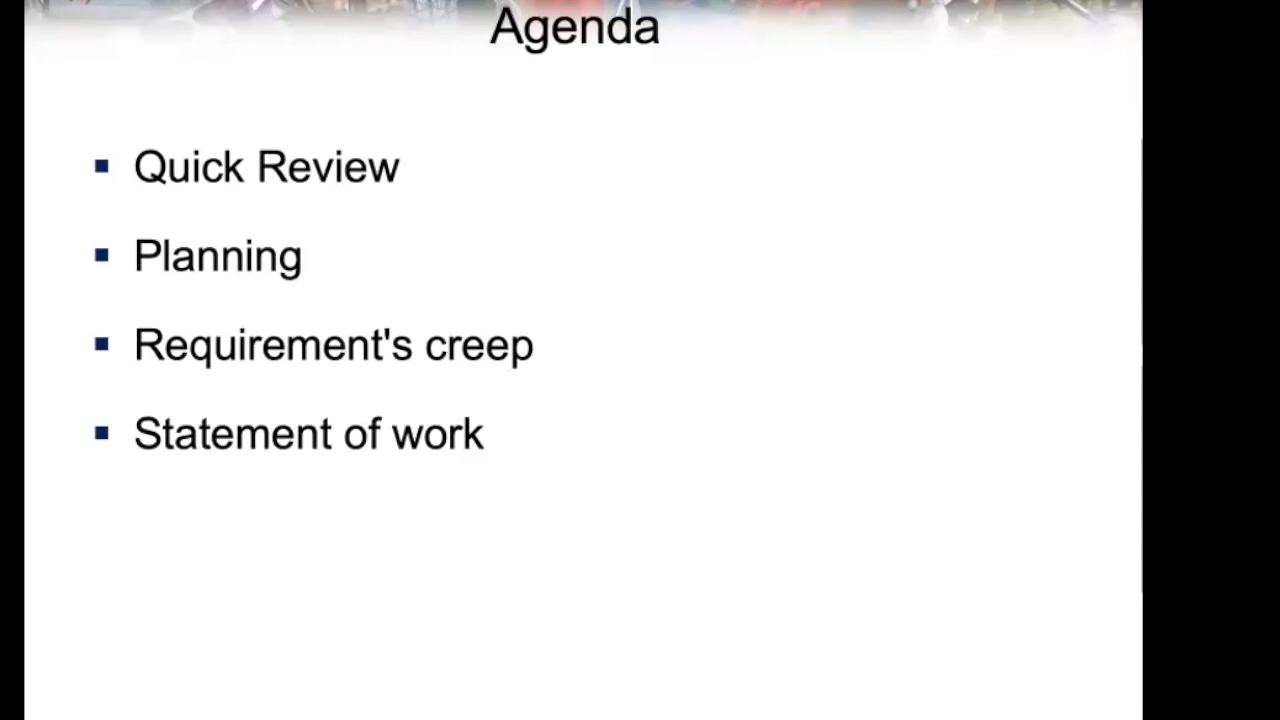 Agenda
Quick Review
Planning
Requirement's creep
Statement of work